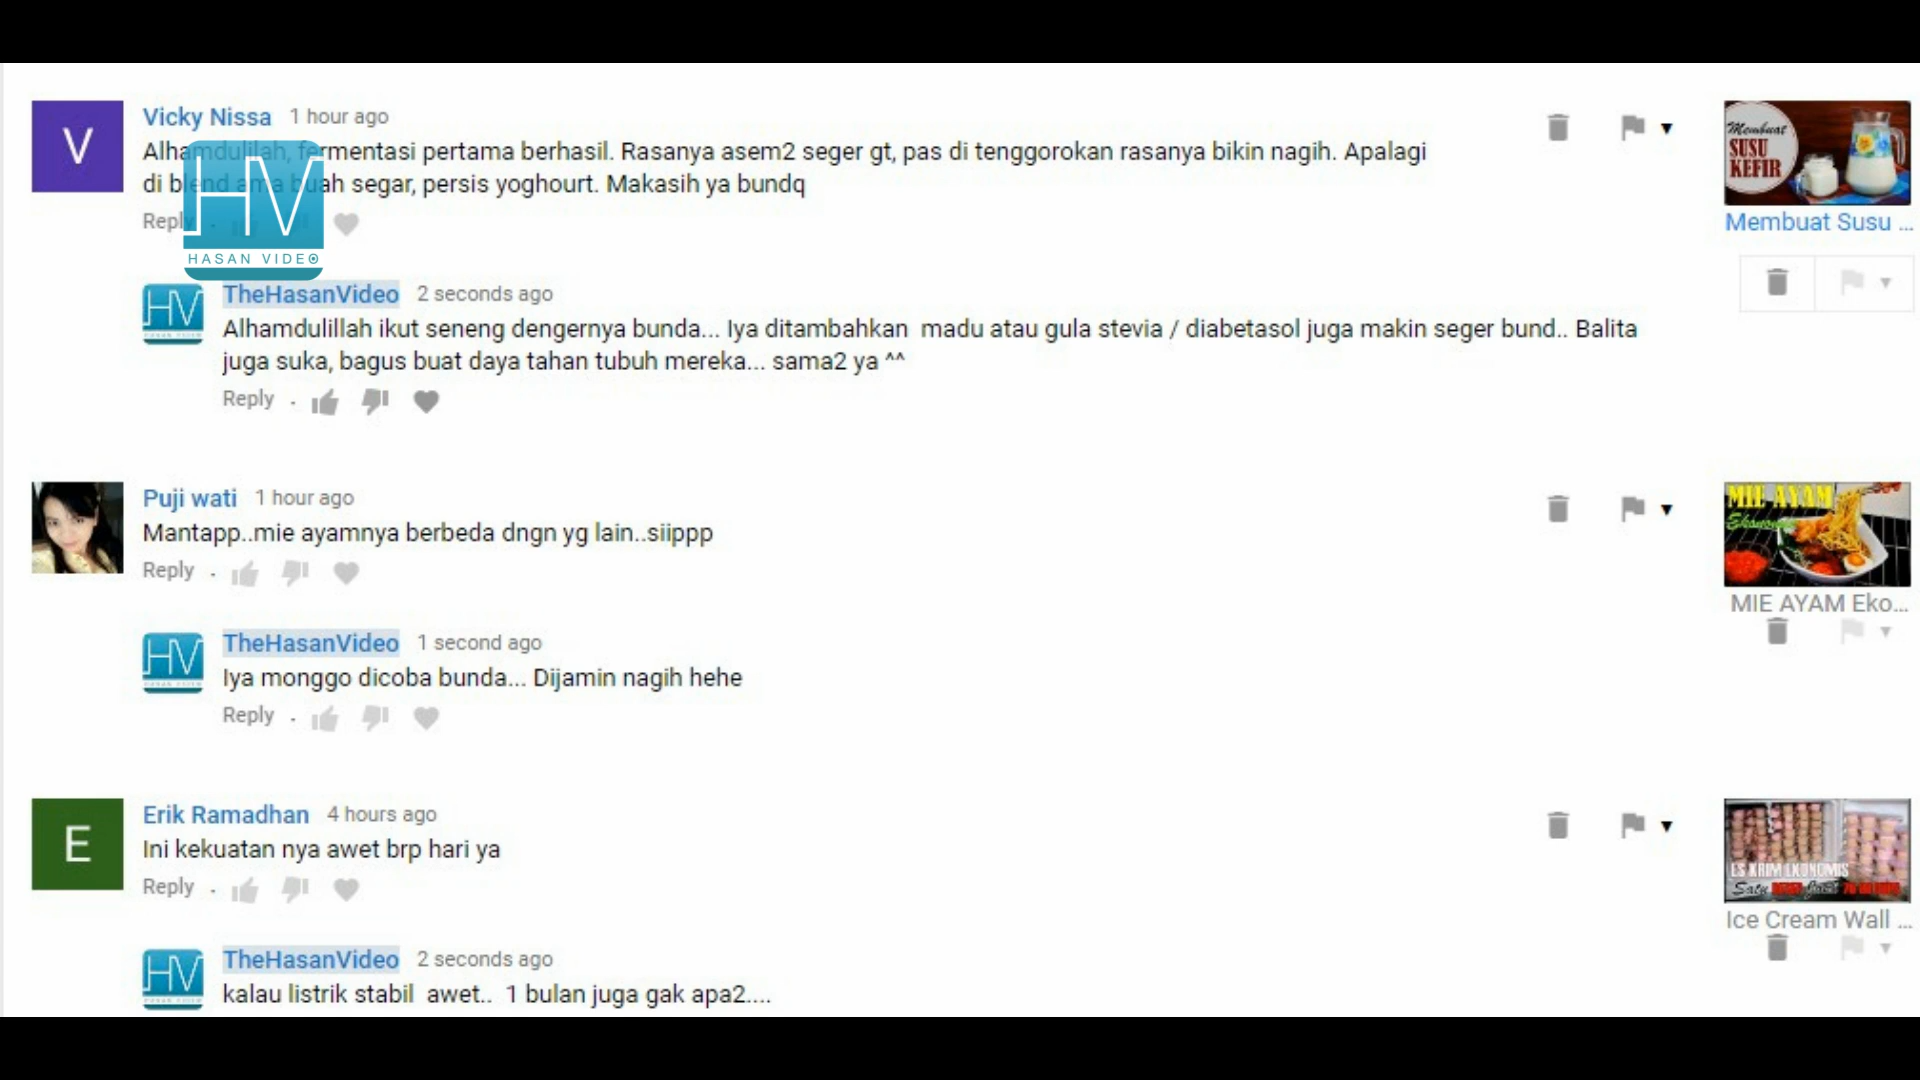 V
Vicky Nissa 1 hour ago
Alhamdulilah, fermentasi pertama berhasil. Rasanya asem2 seger gt, pas di tenggorokan rasanya bikin nagih. Apalagi
di blend ama buah segar, persis yoghourt. Makasih ya bundq
Reply
HV
HASAN VIDEO
Membuat
SUSU
KEFIR
Membuat Susu ...
HV
TheHasanVideo 2 seconds ago
Alhamdulillah ikut seneng dengernya bunda... Iya ditambahkan madu atau gula stevia / diabetasol juga makin seger bund.. Balita
juga suka, bagus buat daya tahan tubuh mereka... sama2 ya ^^
Reply .
Puji wati 1 hour ago
Mantapp..mie ayamnya berbeda dngn yg lain..siippp
Reply .
MIE AYAM
Ekonomis
MIE AYAM Eko...
HV
TheHasanVideo 1 second ago
Iya monggo dicoba bunda... Dijamin nagih hehe
Reply .
E
Erik Ramadhan 4 hours ago
Ini kekuatan nya awet brp hari ya
Reply .
ES KRIM EKONOMIS
Satu
Ice Cream Wall ...
HV
TheHasanVideo 2 seconds ago
kalau listrik stabil awet.. 1 bulan juga gak apa2....